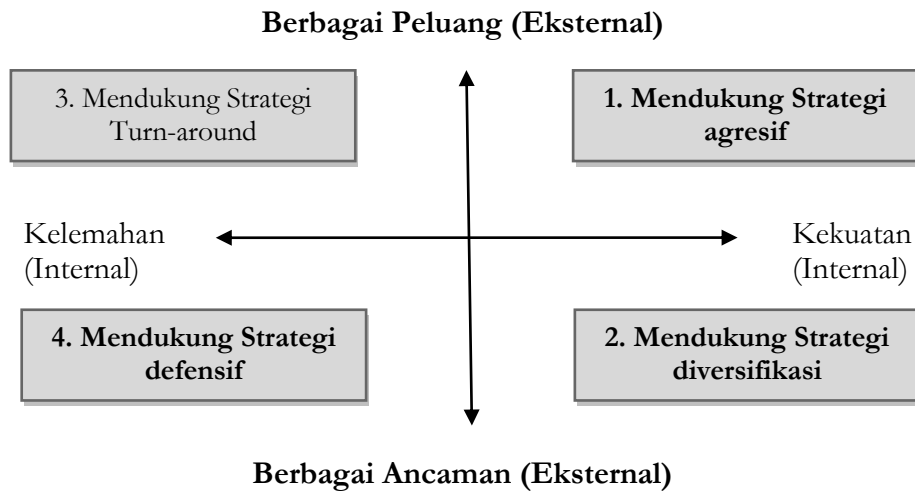 Berbagai Peluang (Eksternal)
3. Mendukung Strategi
Turn-around
1. Mendukung Strategi
agresif
Kelemahan
(Internal)
Kekuatan
(Internal)
4. Mendukung Strategi
defensif
2. Mendukung Strategi
diversifikasi
Berbagai Ancaman (Eksternal)